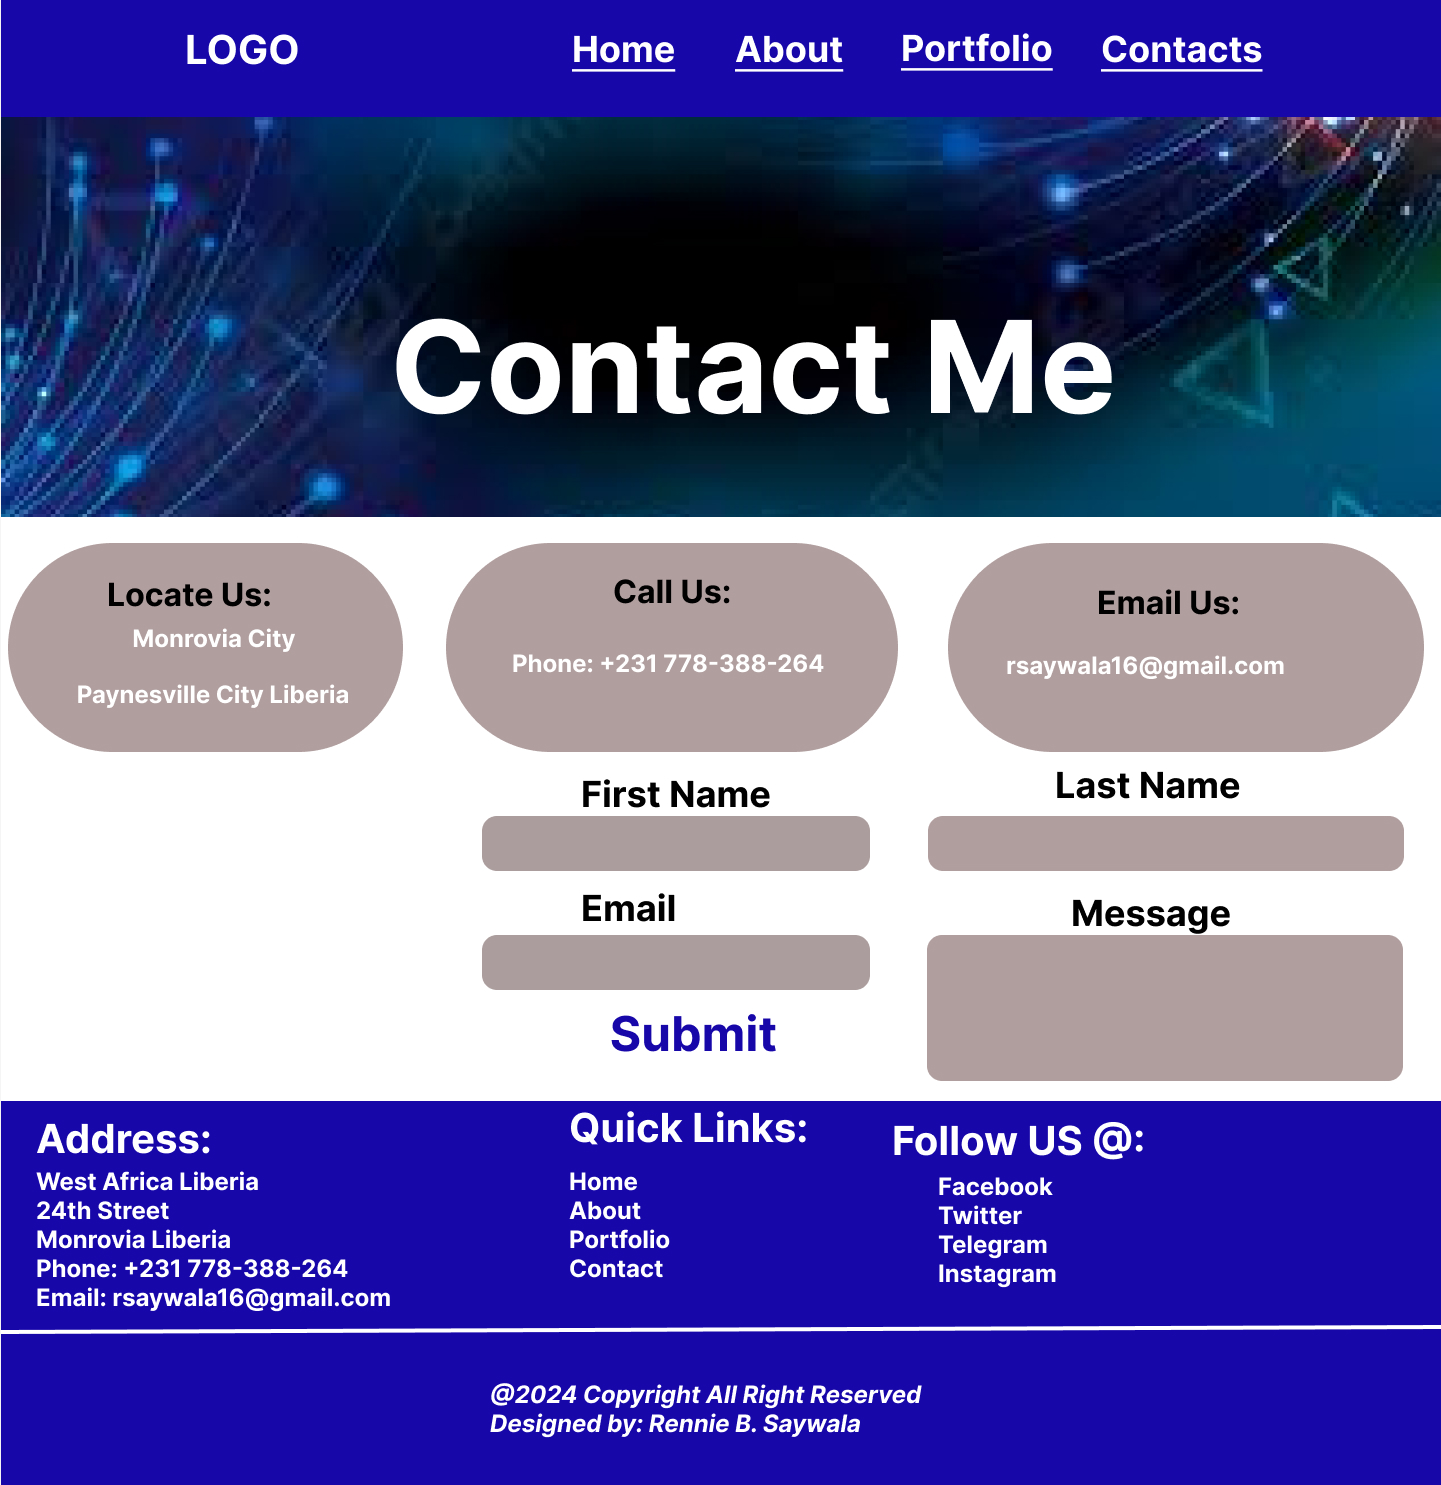 LOGO
Home About Portfolio Contacts
Contact Me
Locate Us:
Monrovia City
Paynesville City Liberia
Call Us:
Phone: +231 778-388-264
Email Us:
rsaywala16@gmail.com
First Name
Last Name
Email
Message
Submit
Address:
West Africa Liberia
24th Street
Monrovia Liberia
Phone: +231 778-388-264
Email: rsaywala16@gmail.com
Quick Links:
Home
About
Portfolio
Contact
Follow US @:
Facebook
Twitter
Telegram
Instagram
@2024 Copyright All Right Reserved
Designed by: Rennie B. Saywala